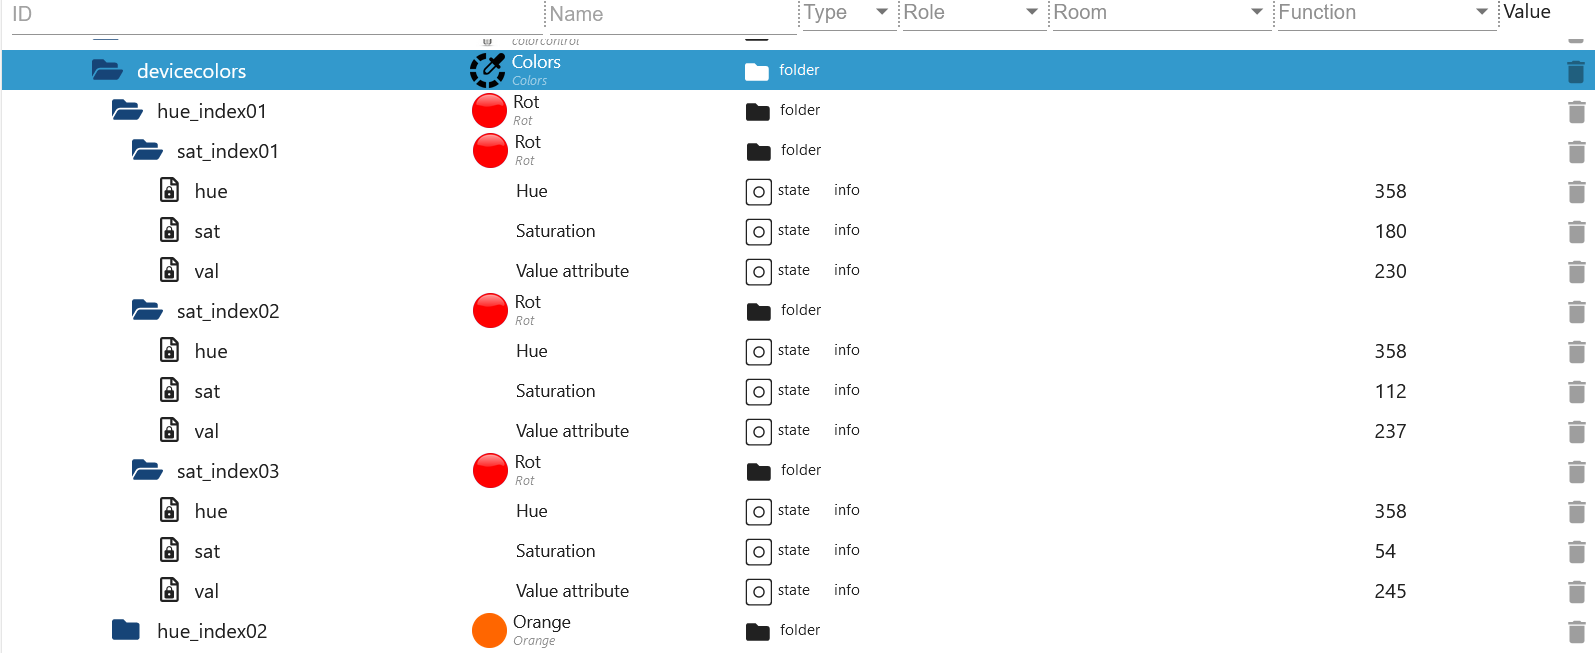 ID Name Type Role Room Function Value
colorcontrol
devicecolors Colors folder
Colors
hue_index01 Rot folder
Rot
sat_index01 Rot folder
Rot
hue Hue state info 358
sat Saturation state info 180
val Value attribute state info 230
sat_index02 Rot folder
Rot
hue Hue state info 358
sat Saturation state info 112
val Value attribute state info 237
sat_index03 Rot folder
Rot
hue Hue state info 358
sat Saturation state info 54
val Value attribute state info 245
hue_index02 Orange folder
Orange